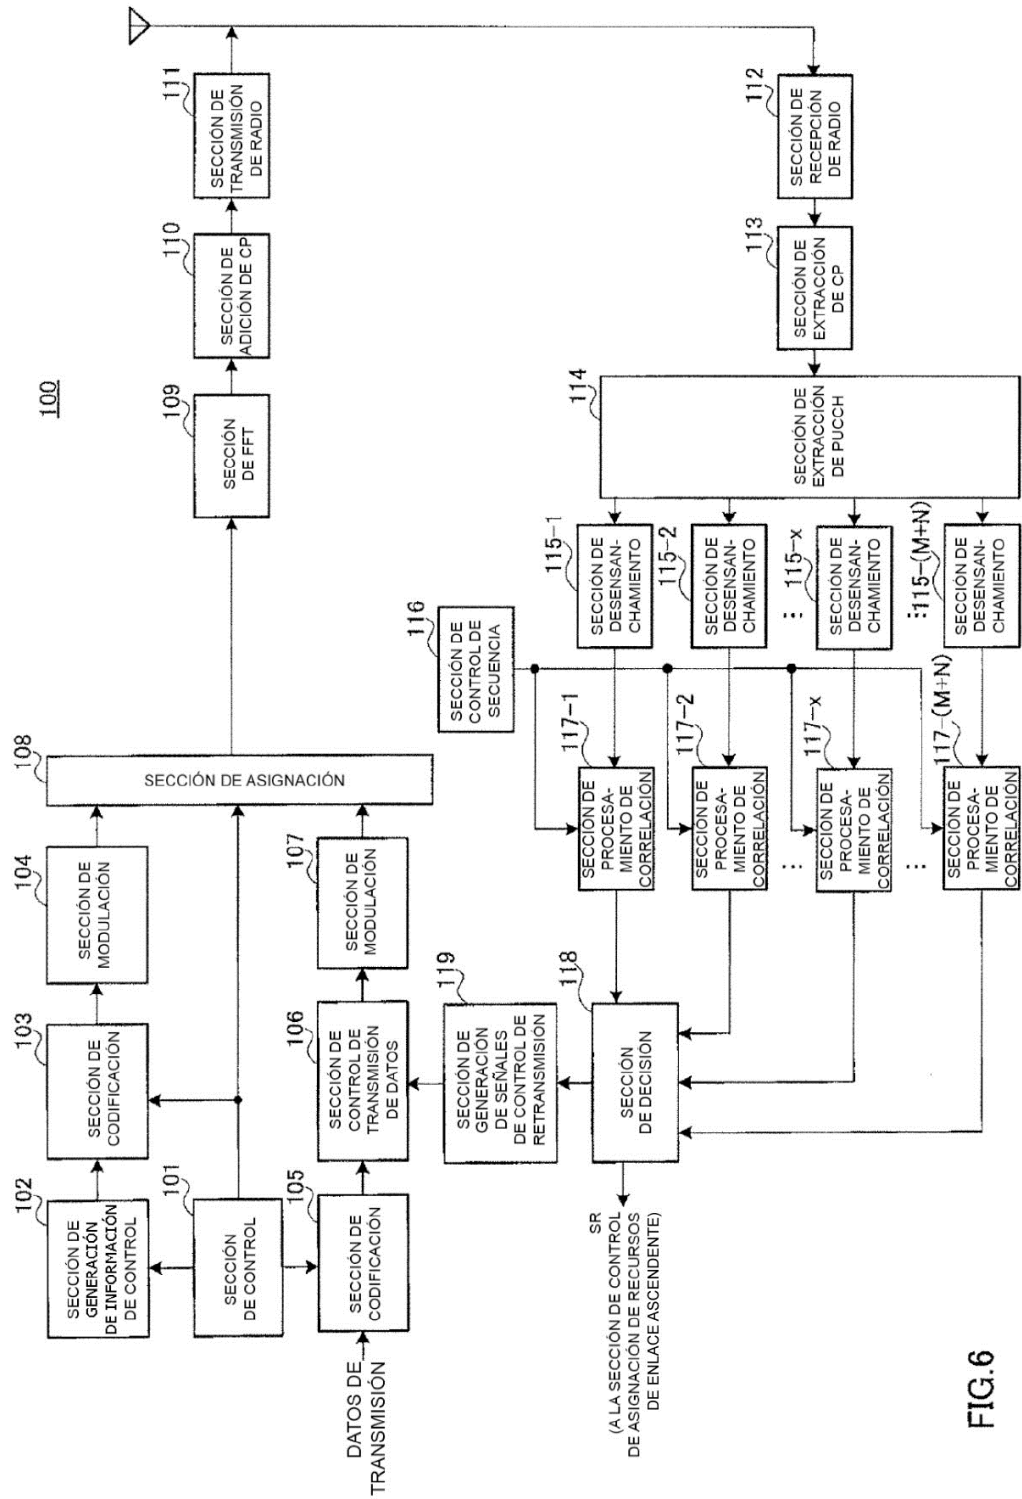 100
102
SECCIÓN DE
GENERACIÓN
DE INFORMACIÓN
DE CONTROL
103
SECCIÓN DE
CODIFICACIÓN
104
SECCIÓN DE
MODULACIÓN
108
SECCIÓN DE ASIGNACIÓN
109
SECCIÓN
DE FFT
110
SECCIÓN DE
ADICIÓN DE CP
111
SECCIÓN DE
TRANSMISIÓN
DE RADIO
101
SECCIÓN
DE CONTROL
DATOS DE
TRANSMISIÓN
105
SECCIÓN DE
CODIFICACIÓN
106
SECCIÓN DE
CONTROL DE
TRANSMISIÓN
DE DATOS
107
SECCIÓN DE
MODULACIÓN
119
SECCIÓN DE
GENERACIÓN
DE SEÑALES
DE CONTROL DE
RETRANSMISIÓN
116
SECCIÓN DE
CONTROL DE
SECUENCIA
SR
(A LA SECCIÓN DE CONTROL
DE ASIGNACIÓN DE RECURSOS
DE ENLACE ASCENDENTE)
118
SECCIÓN
DE DECISIÓN
117-1
SECCIÓN DE
PROCESA-
MIENTO DE
CORRELACIÓN
115-1
SECCIÓN DE
DESENSAN-
CHAMIENTO
117-2
SECCIÓN DE
PROCESA-
MIENTO DE
CORRELACIÓN
115-2
SECCIÓN DE
DESENSAN-
CHAMIENTO
117-x
SECCIÓN DE
PROCESA-
MIENTO DE
CORRELACIÓN
115-x
SECCIÓN DE
DESENSAN-
CHAMIENTO
117-(M+N)
SECCIÓN DE
PROCESA-
MIENTO DE
CORRELACIÓN
115-(M+N)
SECCIÓN DE
DESENSAN-
CHAMIENTO
114
SECCIÓN DE
EXTRACCIÓN
DE PUCCH
113
SECCIÓN DE
EXTRACCIÓN
DE CP
112
SECCIÓN DE
RECEPCIÓN
DE RADIO
FIG.6